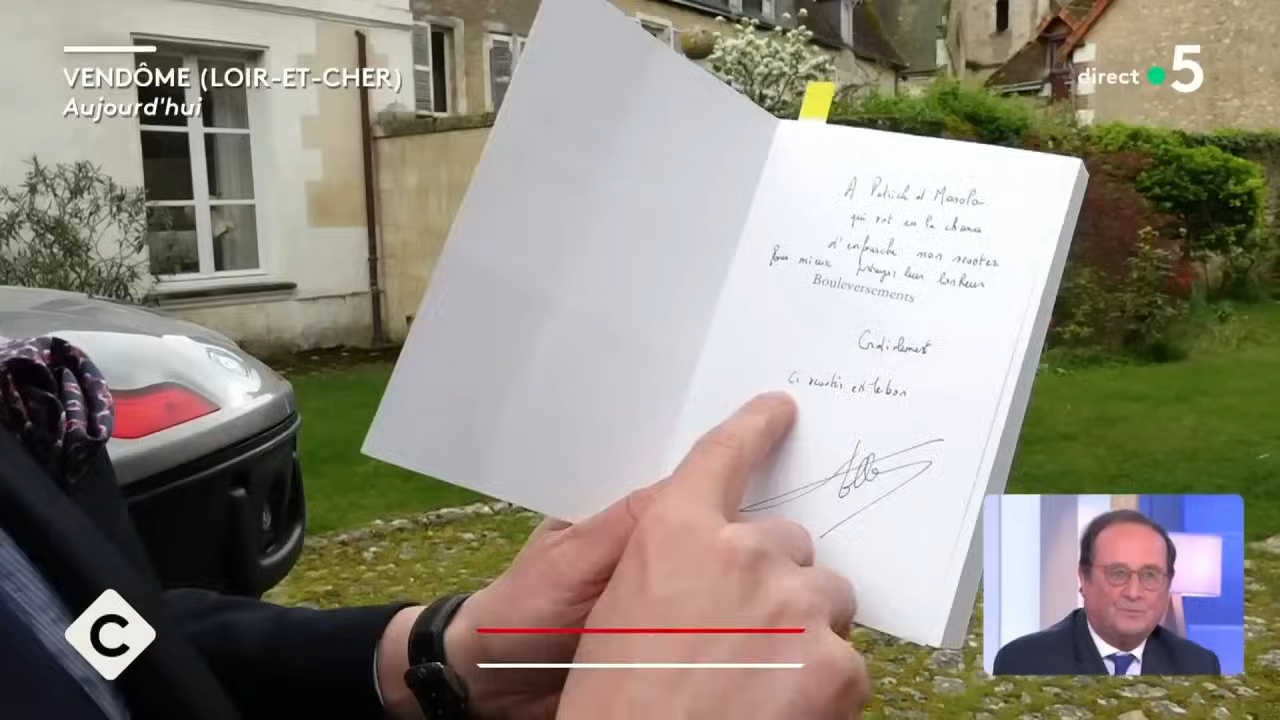 VENDÔME (LOIR-ET-CHER)
Aujourd'hui
direct 5
A Patrick et
qui ont eu la chance
d'enfourcher mon scooter
Pour mieux partager leur bonheur
Bouleversements
Cordialement
Ce scooter est le bon
C